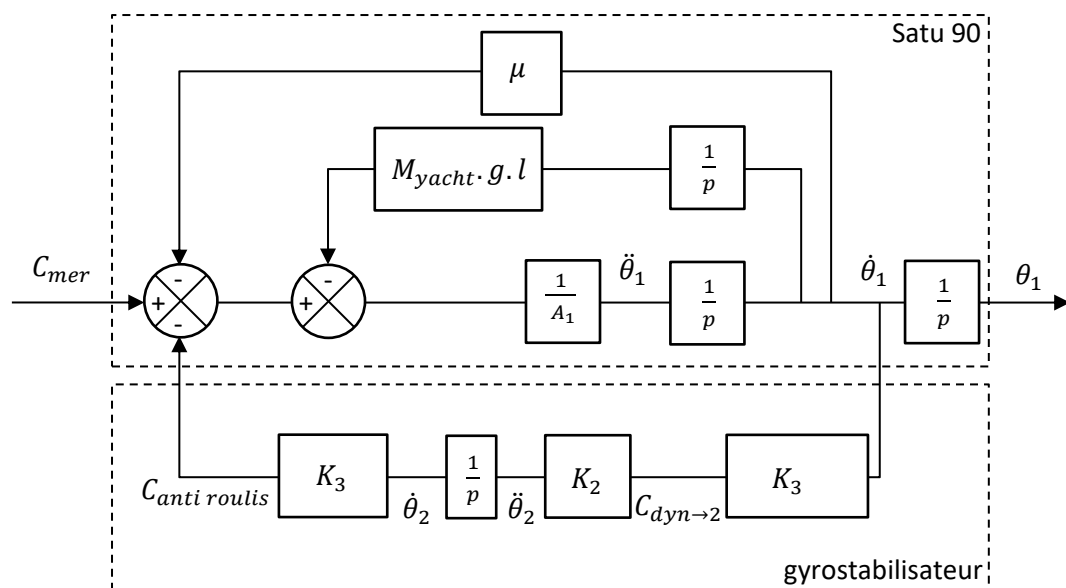 Satu 90
μ
M_yacht. g. l
1/p
C_mer
-
+
-
-
+
1/A_1
θ̈_1
1/p
θ̇_1
1/p
θ_1
C_anti roulis
K_3
θ̇_2
1/p
θ̈_2
K_2
C_dyn→2
K_3
gyrostabilisateur